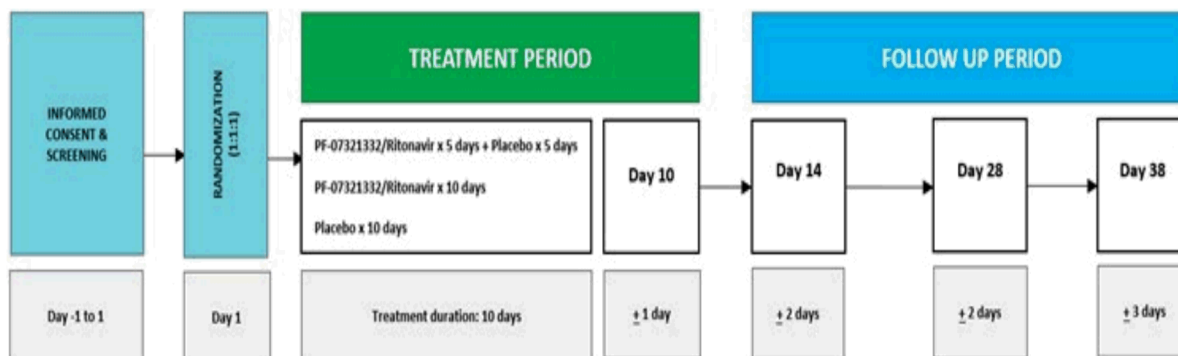 TREATMENT PERIOD
FOLLOW UP PERIOD
INFORMED
CONSENT &
SCREENING
RANDOMIZATION
(1:1:1)
PF-07321332/Ritonavir x 5 days + Placebo x 5 days
PF-07321332/Ritonavir x 10 days
Placebo x 10 days
Day 10
Day 14
Day 28
Day 38
Day -1 to 1
Day 1
Treatment duration: 10 days
± 1 day
± 2 days
± 2 days
± 3 days